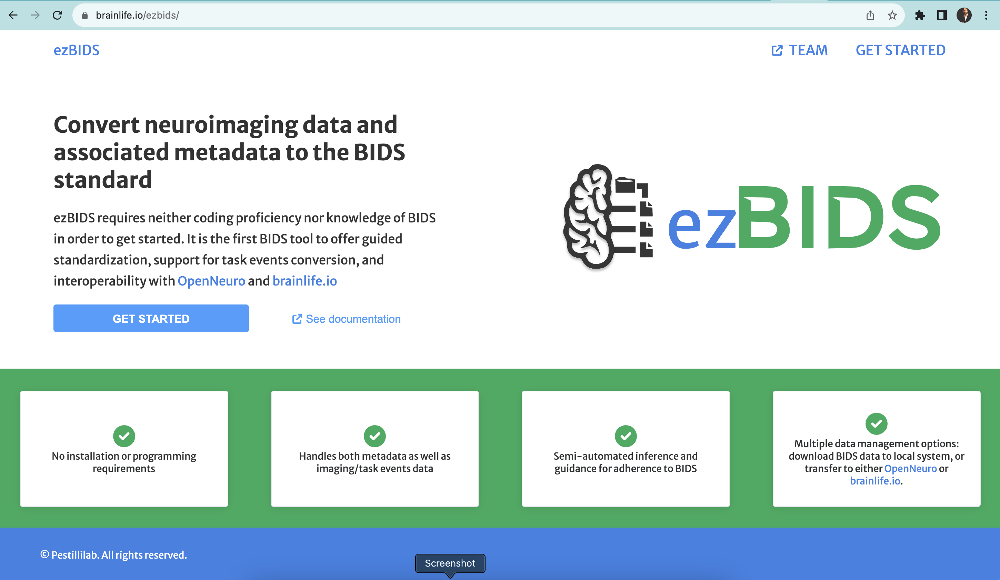 brainlife.io/ezbids/
ezBIDS
TEAM
GET STARTED
Convert neuroimaging data and
associated metadata to the BIDS
standard
ezBIDS requires neither coding proficiency nor knowledge of BIDS
in order to get started. It is the first BIDS tool to offer guided
standardization, support for task events conversion, and
interoperability with OpenNeuro and brainlife.io
GET STARTED
See documentation
ezBIDS
No installation or programming
requirements
Handles both metadata as well as
imaging/task events data
Semi-automated inference and
guidance for adherence to BIDS
Multiple data management options:
download BIDS data to local system, or
transfer to either OpenNeuro or
brainlife.io.
© Pestillilab. All rights reserved.
Screenshot